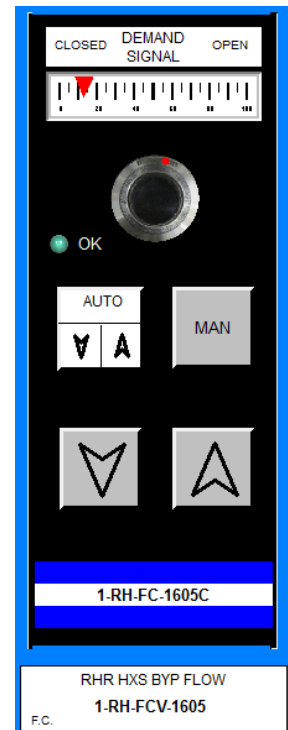 CLOSED DEMAND SIGNAL OPEN
0 20 40 60 80 100
OK
AUTO
MAN
1-RH-FC-1605C
RHR HXS BYP FLOW
1-RH-FCV-1605
F.C.